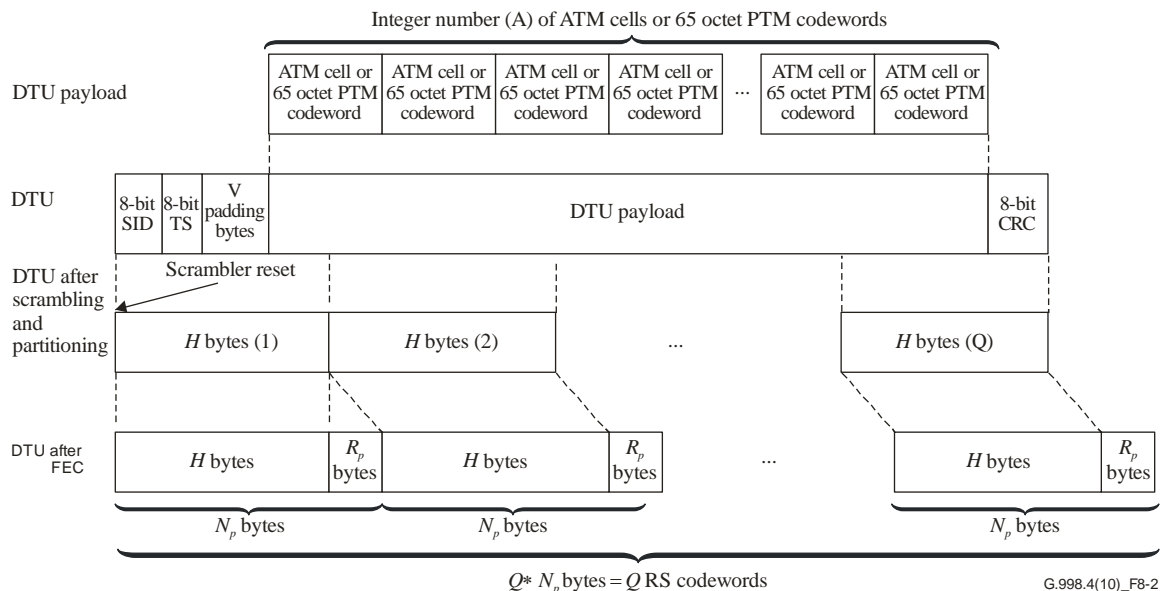 Integer number (A) of ATM cells or 65 octet PTM codewords
DTU payload
ATM cell or
65 octet PTM
codeword
ATM cell or
65 octet PTM
codeword
ATM cell or
65 octet PTM
codeword
ATM cell or
65 octet PTM
codeword
...
ATM cell or
65 octet PTM
codeword
ATM cell or
65 octet PTM
codeword
DTU
8-bit
SID
8-bit
TS
V
padding
bytes
DTU payload
8-bit
CRC
DTU after
scrambling
and
partitioning
Scrambler reset
H bytes (1)
H bytes (2)
...
H bytes (Q)
DTU after
FEC
H bytes
Rp
bytes
H bytes
Rp
bytes
...
H bytes
Rp
bytes
Np bytes
Np bytes
Np bytes
Q* Np bytes = Q RS codewords
G.998.4(10)_F8-2